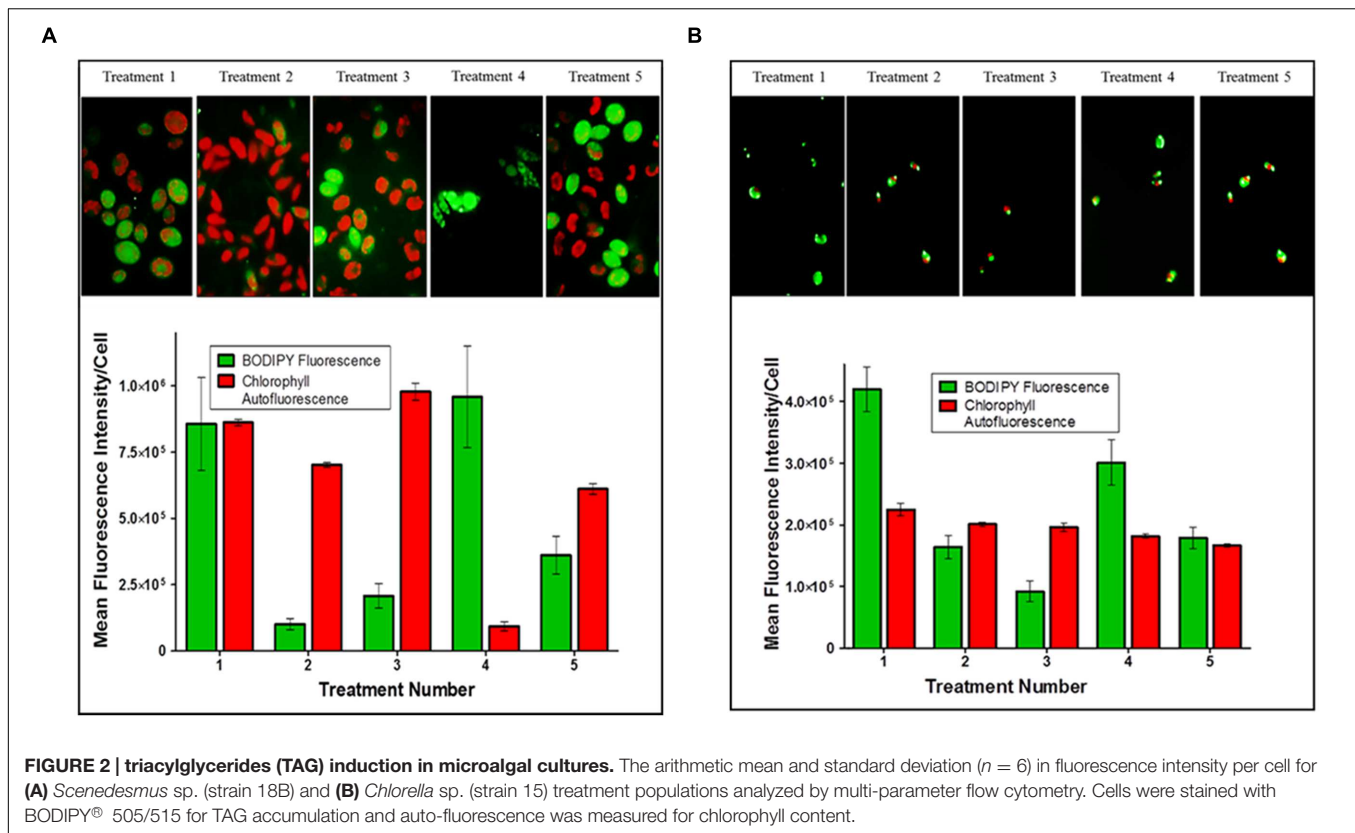 A
Treatment 1 Treatment 2 Treatment 3 Treatment 4 Treatment 5
Mean Fluorescence Intensity/Cell
1.0×10⁶
7.5×10⁵
5.0×10⁵
2.5×10⁵
0
BODIPY Fluorescence
Chlorophyll
Autofluorescence
1 2 3 4 5
Treatment Number
B
Treatment 1 Treatment 2 Treatment 3 Treatment 4 Treatment 5
Mean Fluorescence Intensity/Cell
4.0×10⁵
3.0×10⁵
2.0×10⁵
1.0×10⁵
0
BODIPY Fluorescence
Chlorophyll
Autofluorescence
1 2 3 4 5
Treatment Number
FIGURE 2 | triacylglycerides (TAG) induction in microalgal cultures. The arithmetic mean and standard deviation (n = 6) in fluorescence intensity per cell for
(A) Scenedesmus sp. (strain 18B) and (B) Chlorella sp. (strain 15) treatment populations analyzed by multi-parameter flow cytometry. Cells were stained with
BODIPY® 505/515 for TAG accumulation and auto-fluorescence was measured for chlorophyll content.